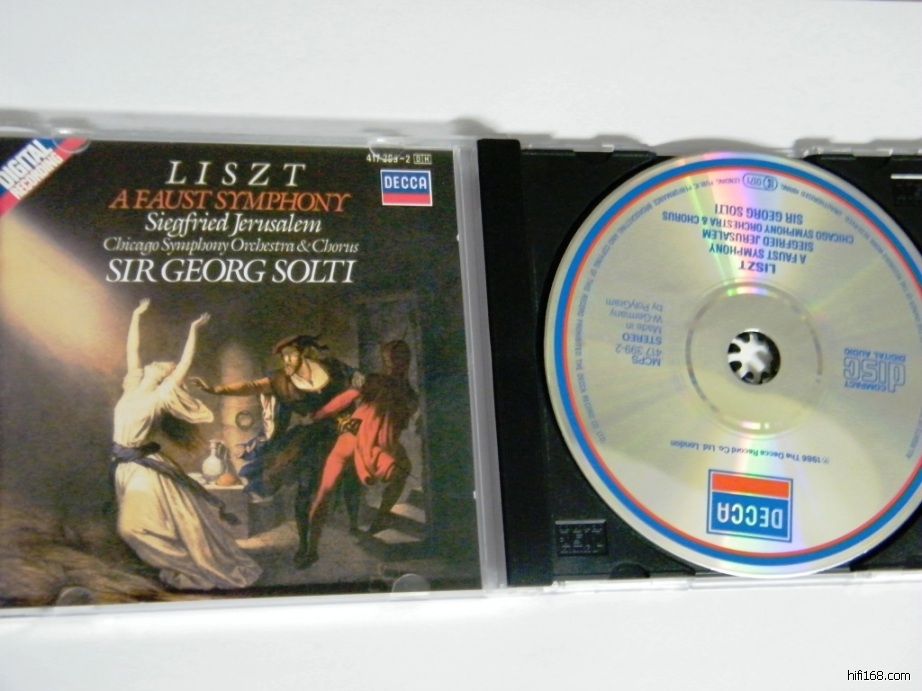 DIGITAL
RECORDING
417 399-2 DH
LISZT
DECCA
A FAUST SYMPHONY
Siegfried Jerusalem
Chicago Symphony Orchestra & Chorus
SIR GEORG SOLTI
DECCA
℗ 1986 The Decca Record Co. Ltd. London
COMPACT
disc
DIGITAL AUDIO
MCPS
417 399-2
STEREO
Made in
W.Germany
by PolyGram
LISZT
A FAUST SYMPHONY
SIEGFRIED JERUSALEM
CHICAGO SYMPHONY ORCHESTRA & CHORUS
SIR GEORG SOLTI
hifi168.com